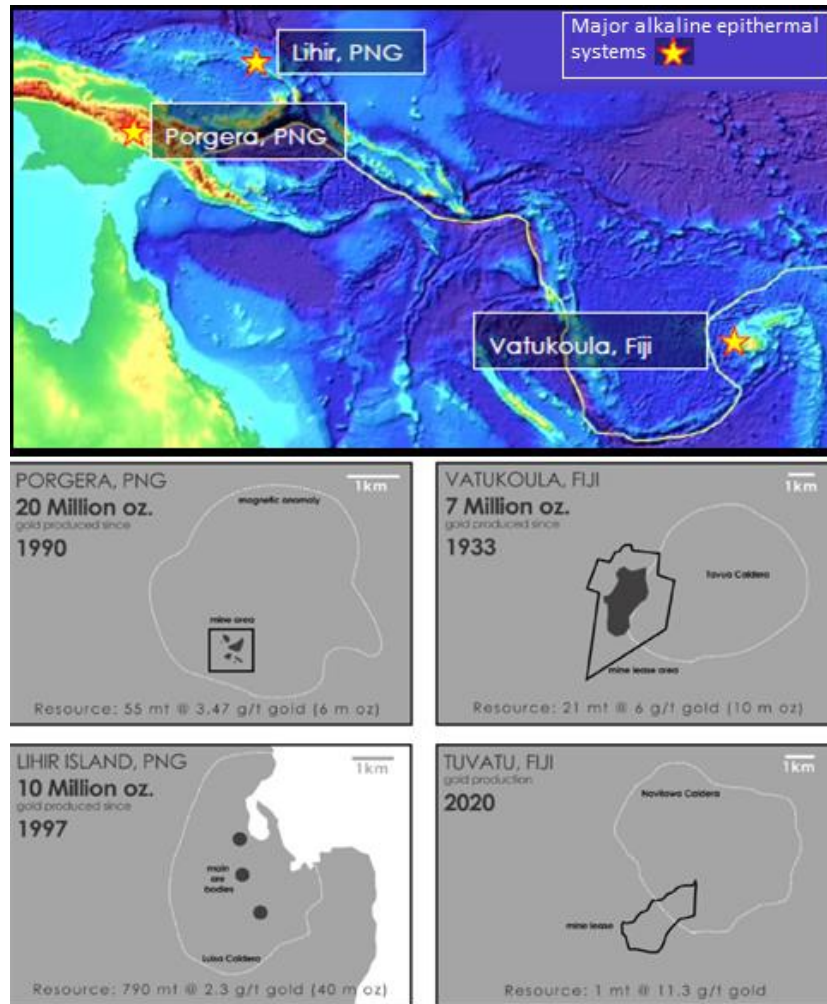 Major alkaline epithermal
systems
Lihir, PNG
Porgera, PNG
Vatukoula, Fiji
PORGERA, PNG
20 Million oz.
gold produced since
1990
1km
magnetic anomaly
mine area
Resource: 55 mt @ 3.47 g/t gold (6 m oz)
VATUKOULA, FIJI
7 Million oz.
gold produced since
1933
1km
Tavua Caldera
mine lease area
Resource: 21 mt @ 6 g/t gold (10 m oz)
LIHIR ISLAND, PNG
10 Million oz.
gold produced since
1997
1km
main
ore
bodies
Luise Caldera
Resource: 790 mt @ 2.3 g/t gold (40 m oz)
TUVATU, FIJI
gold production
2020
1km
Navilawa Caldera
mine lease
Resource: 1 mt @ 11.3 g/t gold